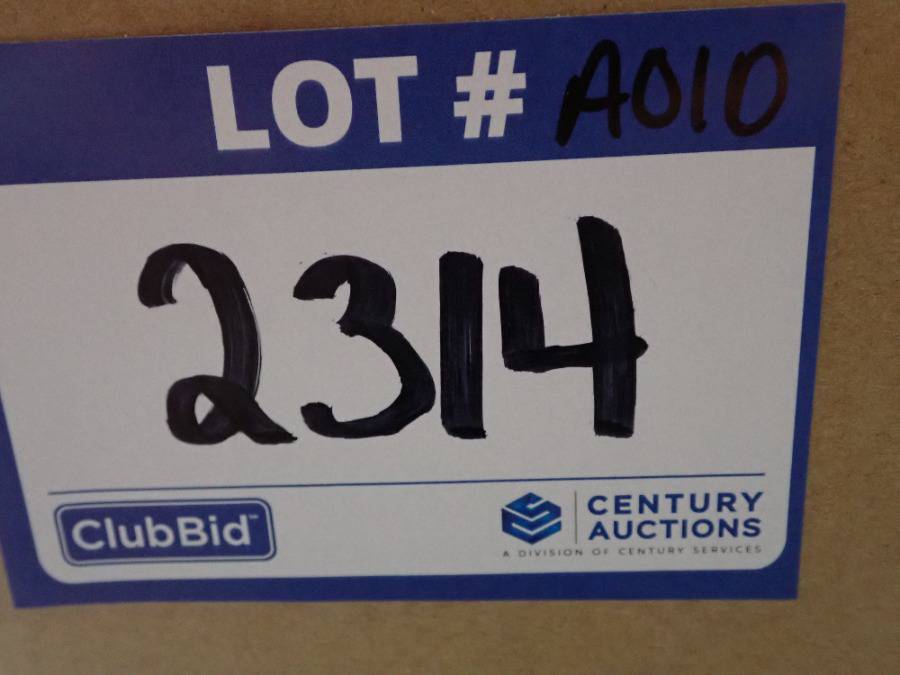 LOT # A010
2314
ClubBid™
CENTURY
AUCTIONS
A DIVISION OF CENTURY SERVICES